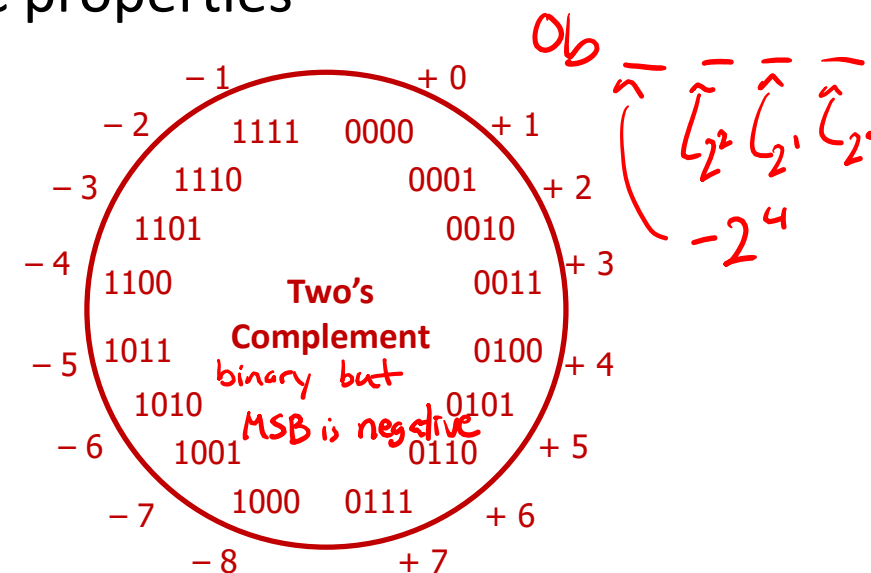 e properties
0b _ _ _ _
2² 2¹ 2⁰
-2⁴
– 1 + 0
– 2 1111 0000 + 1
– 3 1110 0001 + 2
1101 0010
– 4 1100 0011 + 3
Two's
Complement
– 5 1011 0100 + 4
binary but
1010 0101
MSB is negative
– 6 1001 0110 + 5
– 7 1000 0111 + 6
– 8 + 7